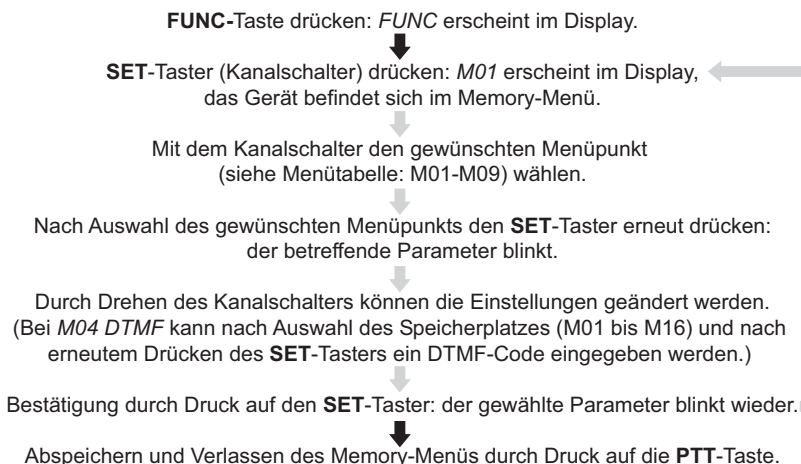 FUNC-Taste drücken: FUNC erscheint im Display.
SET-Taster (Kanalschalter) drücken: M01 erscheint im Display,
das Gerät befindet sich im Memory-Menü.
Mit dem Kanalschalter den gewünschten Menüpunkt
(siehe Menütabelle: M01-M09) wählen.
Nach Auswahl des gewünschten Menüpunkts den SET-Taster erneut drücken:
der betreffende Parameter blinkt.
Durch Drehen des Kanalschalters können die Einstellungen geändert werden.
(Bei M04 DTMF kann nach Auswahl des Speicherplatzes (M01 bis M16) und nach
erneutem Drücken des SET-Tasters ein DTMF-Code eingegeben werden.)
Bestätigung durch Druck auf den SET-Taster: der gewählte Parameter blinkt wieder.
Abspeichern und Verlassen des Memory-Menüs durch Druck auf die PTT-Taste.